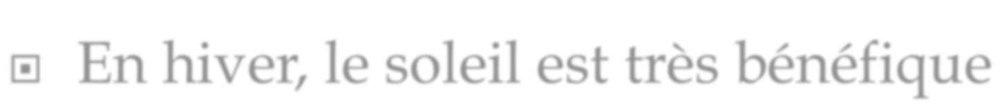 ▣ En hiver, le soleil est très bénéfique